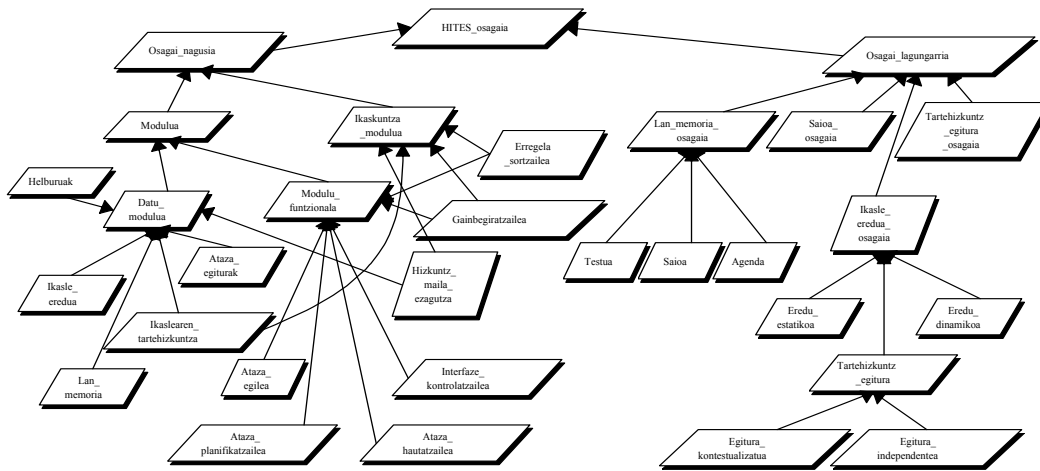 HITES_osagaia
Osagai_nagusia
Osagai_lagungarria
Modulua
Ikaskuntza
_modulua
Erregela
_sortzailea
Lan_memoria_
osagaia
Saioa_
osagaia
Tartehizkuntz
_egitura
_osagaia
Helburuak
Datu_
modulua
Modulu_
funtzionala
Gainbegiratzailea
Ikasle_
eredua_
osagaia
Ataza_
egiturak
Hizkuntz_
maila_
ezagutza
Testua
Saioa
Agenda
Ikasle_
eredua
Ikaslearen_
tartehizkuntza
Eredu_
estatikoa
Eredu_
dinamikoa
Lan_
memoria
Ataza_
egilea
Interfaze_
kontrolatzailea
Tartehizkuntz
_egitura
Ataza_
planifikatzailea
Ataza_
hautatzailea
Egitura_
kontestualizatua
Egitura_
independentea